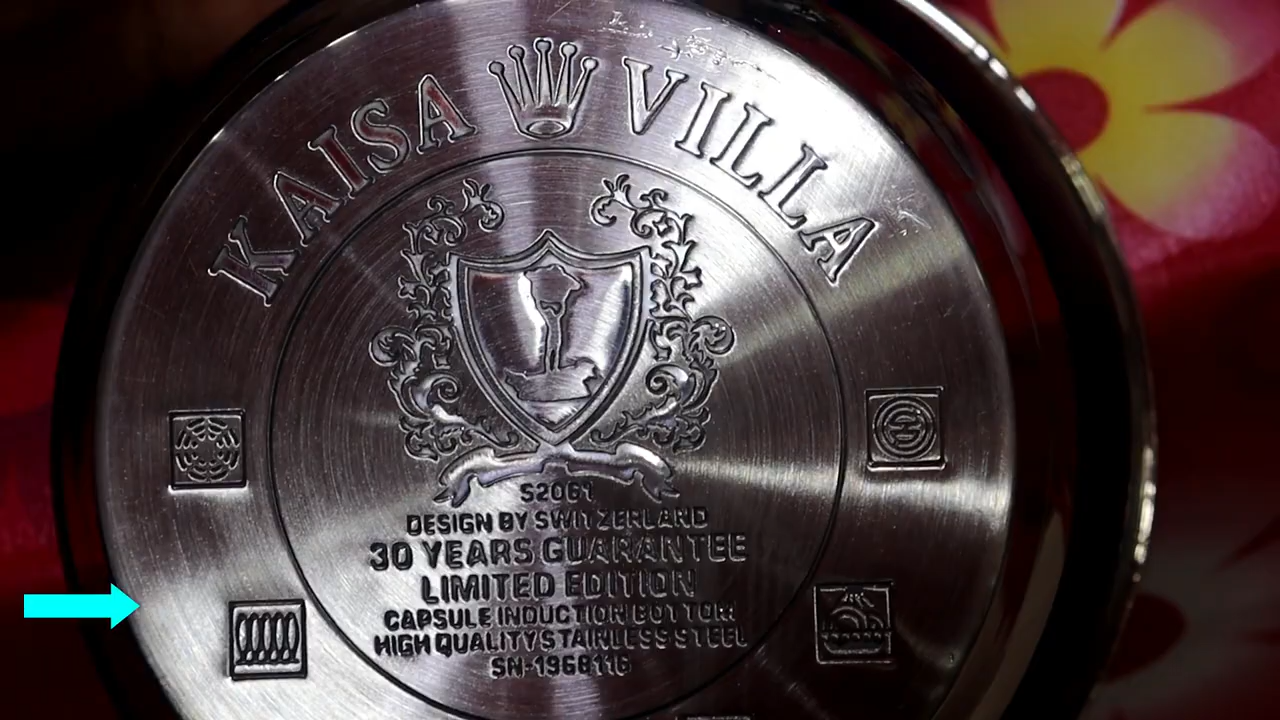 KAISA VILLA
S2061
DESIGN BY SWITZERLAND
30 YEARS GUARANTEE
LIMITED EDITION
CAPSULE INDUCTION BOTTOM
HIGH QUALITY STAINLESS STEEL
SN-1968116